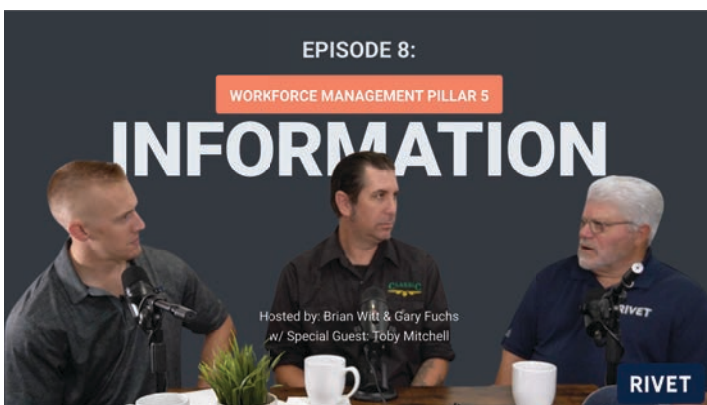 EPISODE 8:
WORKFORCE MANAGEMENT PILLAR 5
INFORMATION
CLASSIC
Hosted by: Brian Witt & Gary Fuchs
w/ Special Guest: Toby Mitchell
RIVET
RIVET